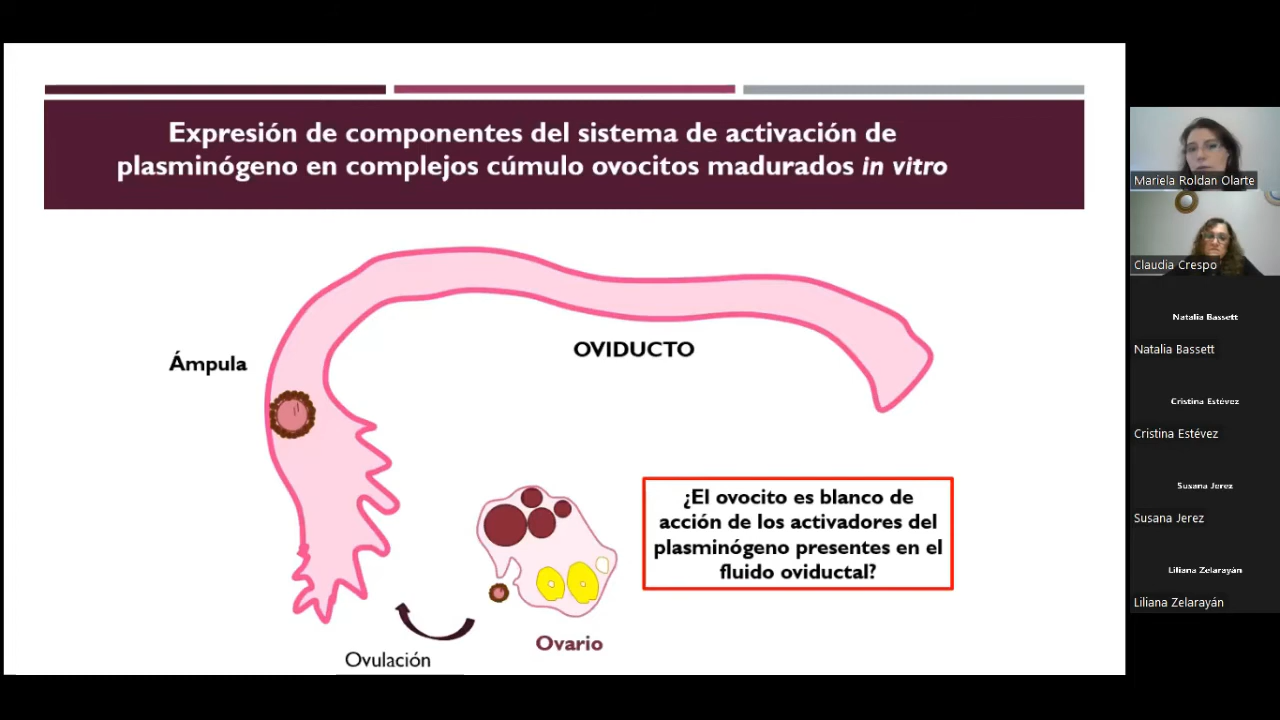 Expresión de componentes del sistema de activación de
plasminógeno en complejos cúmulo ovocitos madurados in vitro
Ámpula
OVIDUCTO
¿El ovocito es blanco de
acción de los activadores del
plasminógeno presentes en el
fluido oviductal?
Ovario
Ovulación
Mariela Roldan Olarte
Claudia Crespo
Natalia Bassett
Natalia Bassett
Cristina Estévez
Cristina Estévez
Susana Jerez
Susana Jerez
Liliana Zelarayán
Liliana Zelarayán